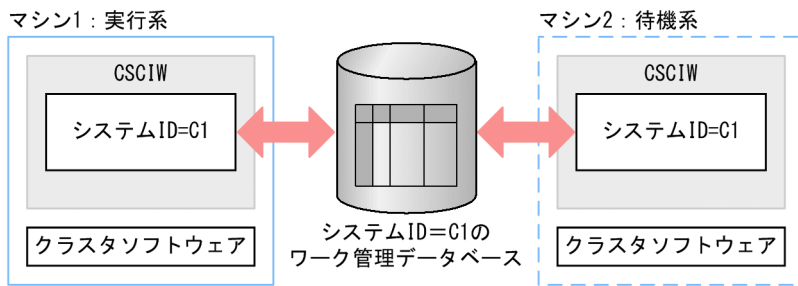 マシン1：実行系
CSCIW
システムID=C1
クラスタソフトウェア
システムID＝C1の
ワーク管理データベース
マシン2：待機系
CSCIW
システムID=C1
クラスタソフトウェア